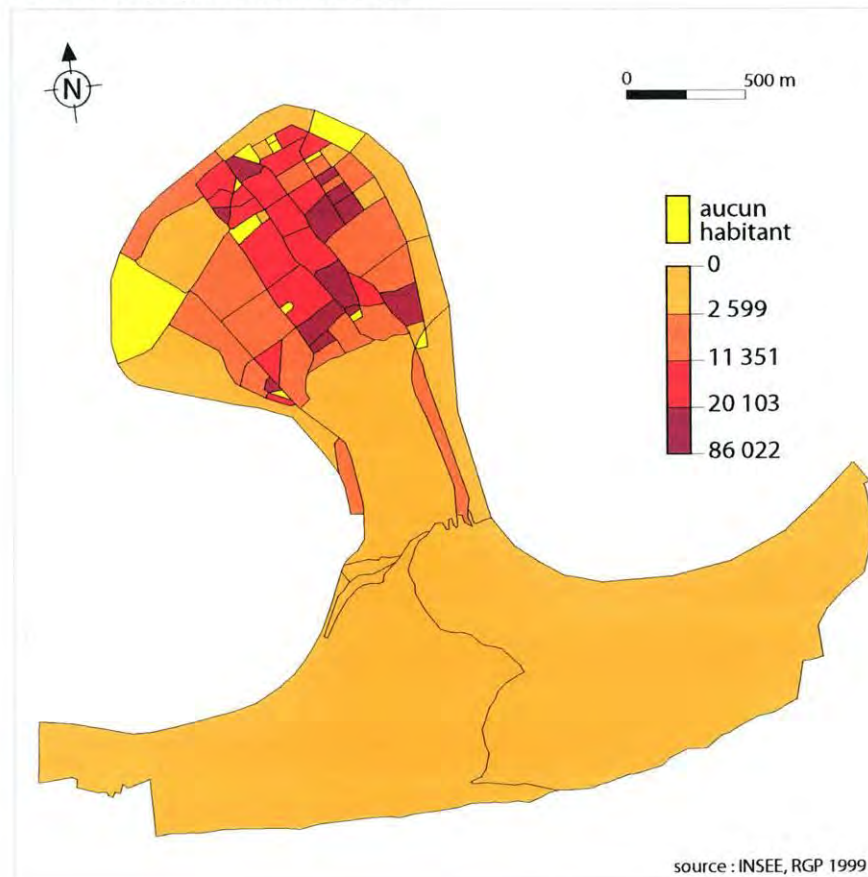 N
0 500 m
aucun
habitant
0
2 599
11 351
20 103
86 022
source : INSEE, RGP 1999